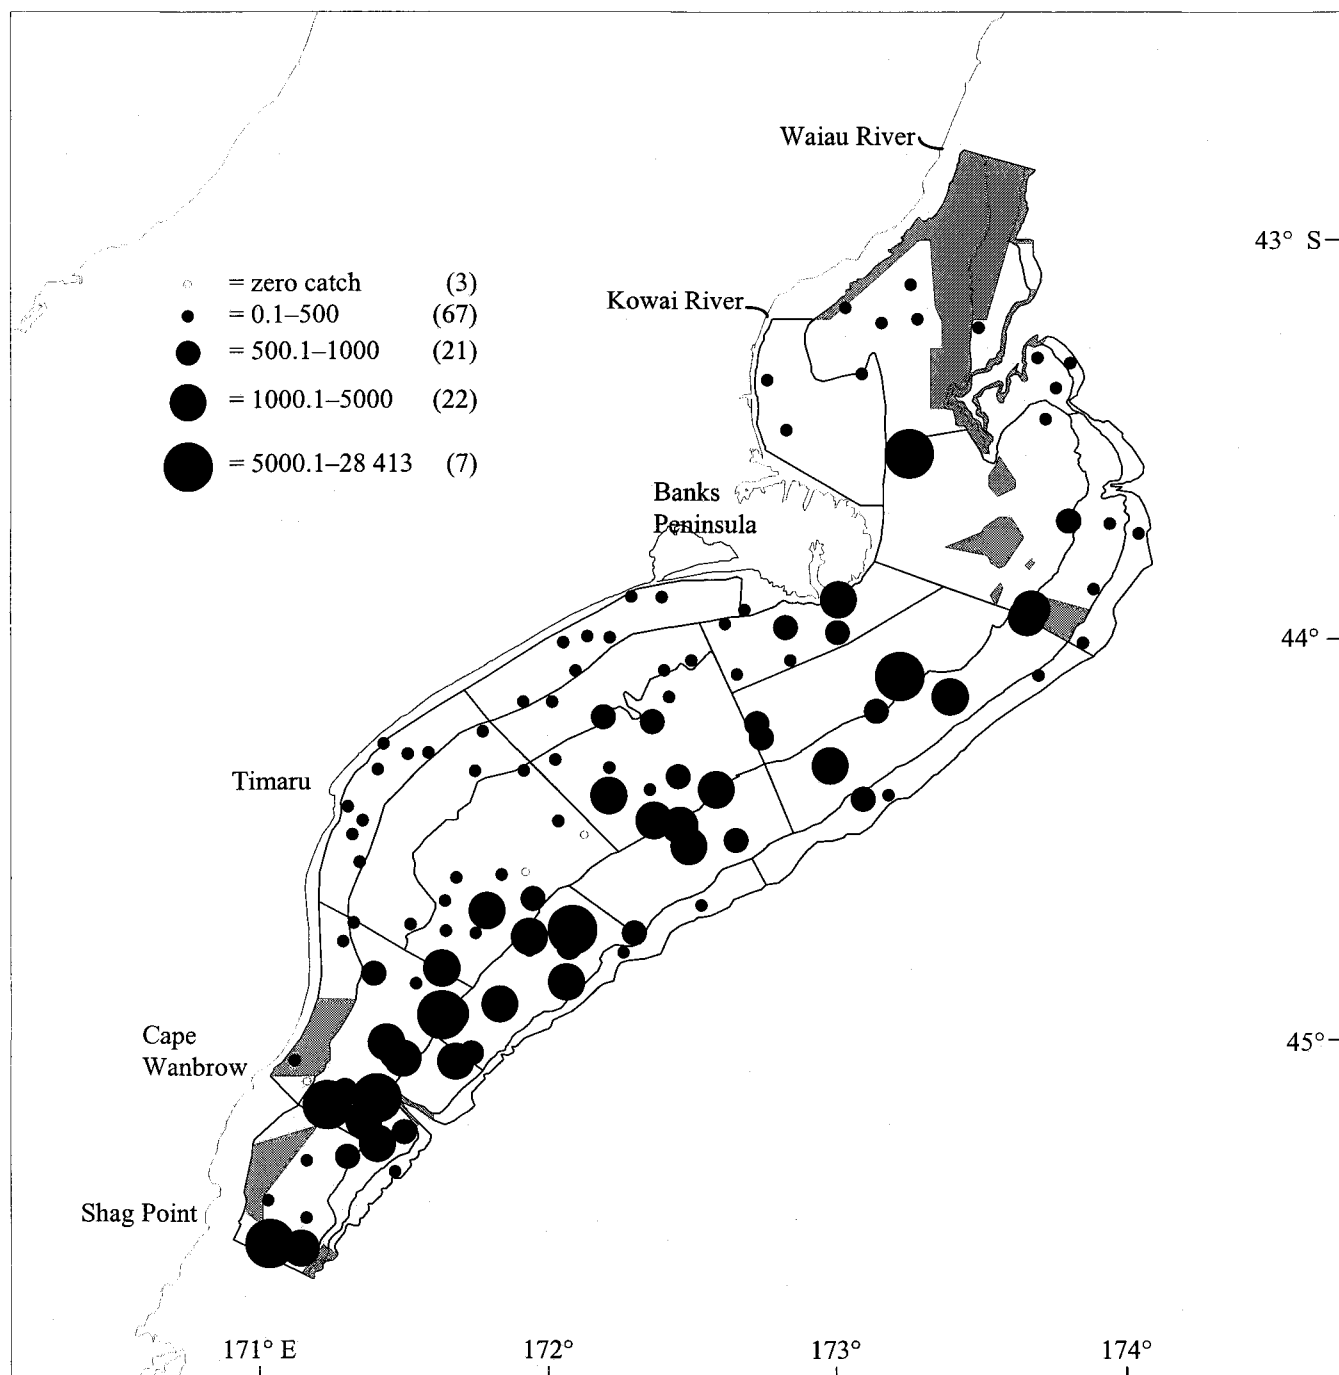 Waiau River
43° S
= zero catch (3)
Kowai River
= 0.1–500 (67)
= 500.1–1000 (21)
= 1000.1–5000 (22)
= 5000.1–28 413 (7)
Banks
Peninsula
44°
Timaru
Cape
Wanbrow
45°
Shag Point
171° E 172° 173° 174°